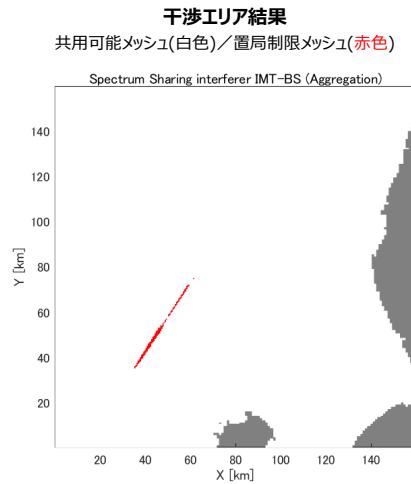 干渉エリア結果
共用可能メッシュ(白色)／置局制限メッシュ(赤色)
Spectrum Sharing interferer IMT-BS (Aggregation)
140
120
100
80
60
40
20
Y [km]
20 40 60 80 100 120 140
X [km]